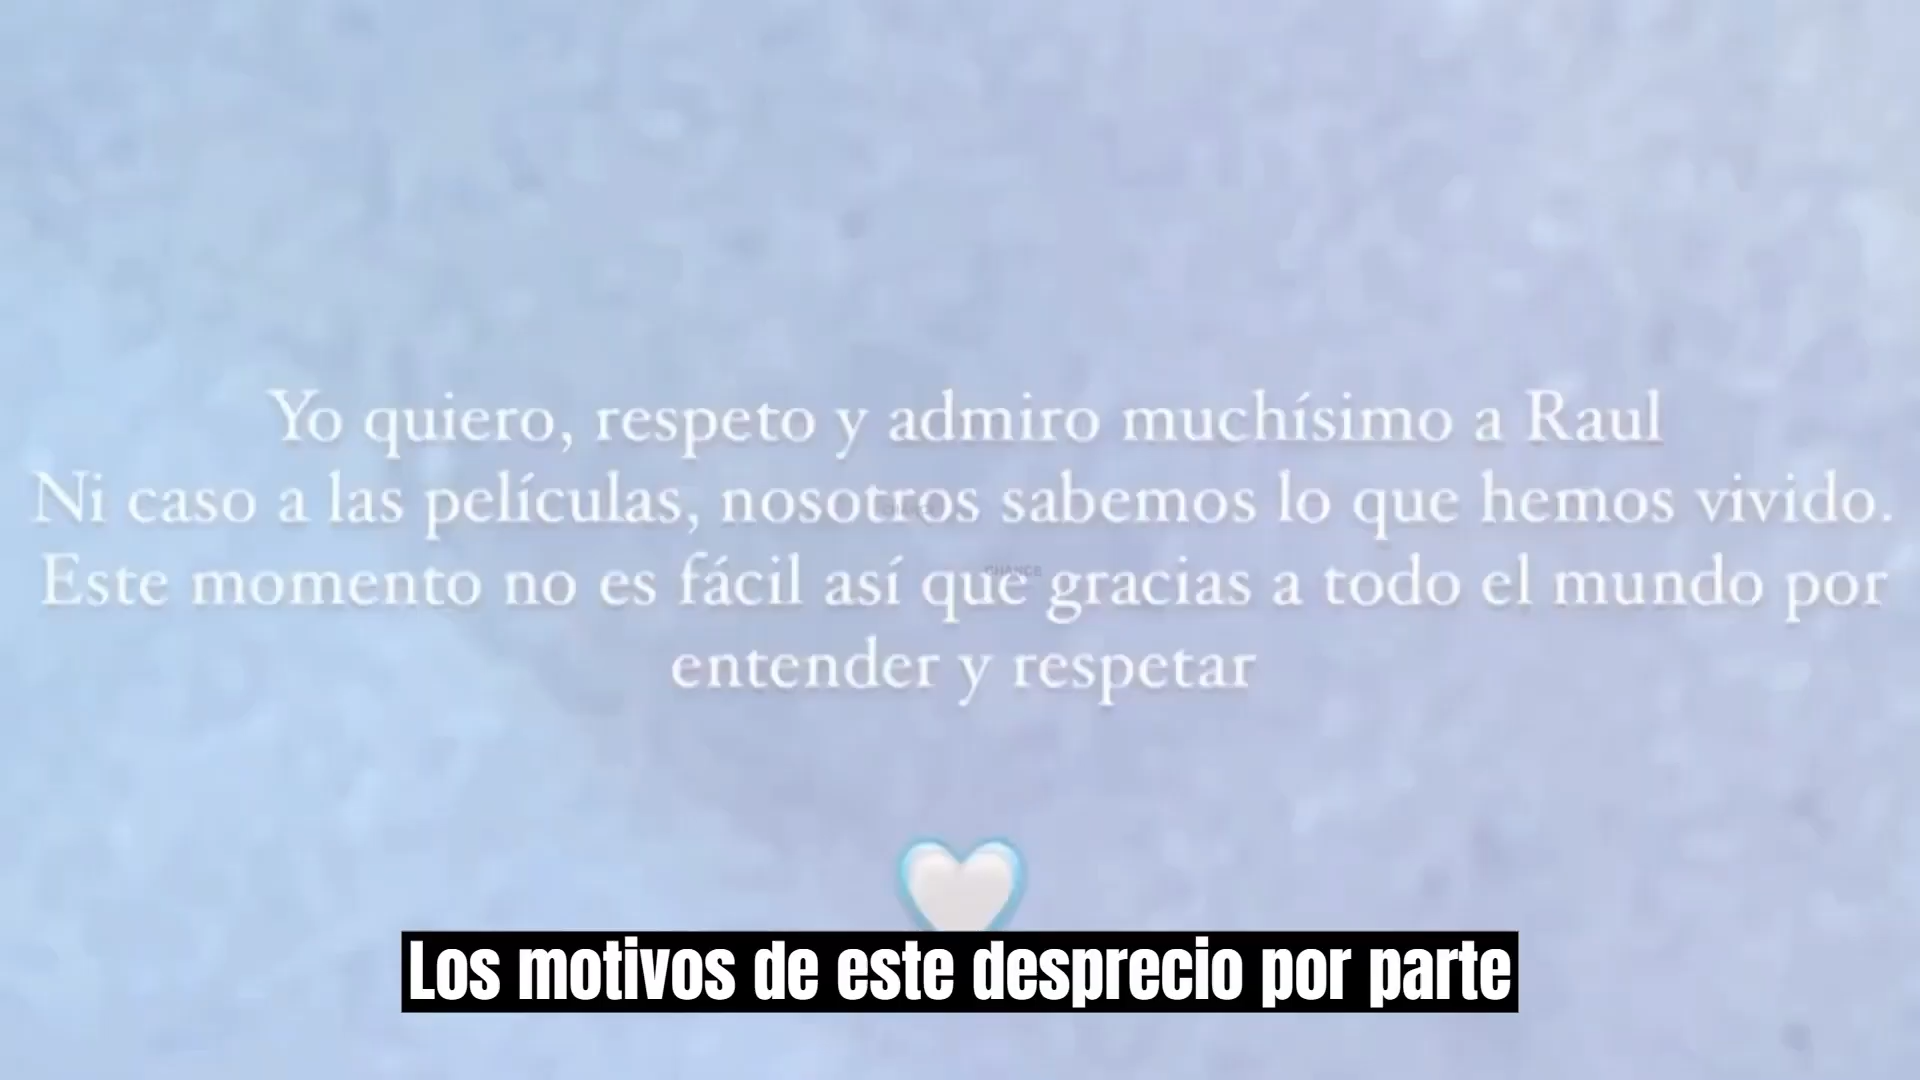 Yo quiero, respeto y admiro muchísimo a Raul
Ni caso a las películas, nosotros sabemos lo que hemos vivido.
Este momento no es fácil así que gracias a todo el mundo por
entender y respetar
Los motivos de este desprecio por parte